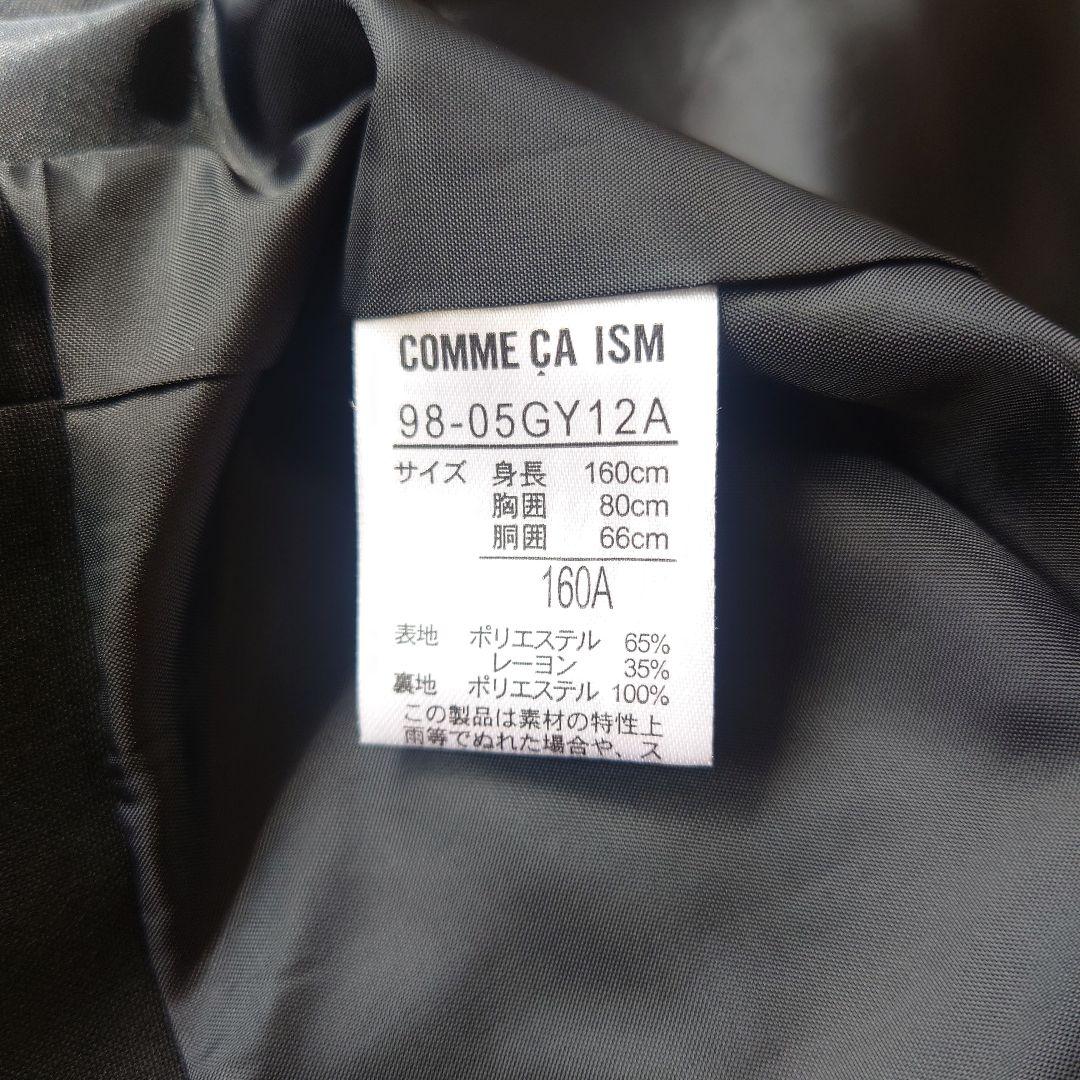 COMME ÇA ISM
98-05GY12A
サイズ 身長 160cm
胸囲 80cm
胴囲 66cm
160A
表地 ポリエステル 65%
レーヨン 35%
裏地 ポリエステル 100%
この製品は素材の特性上
雨等でぬれた場合や、ス